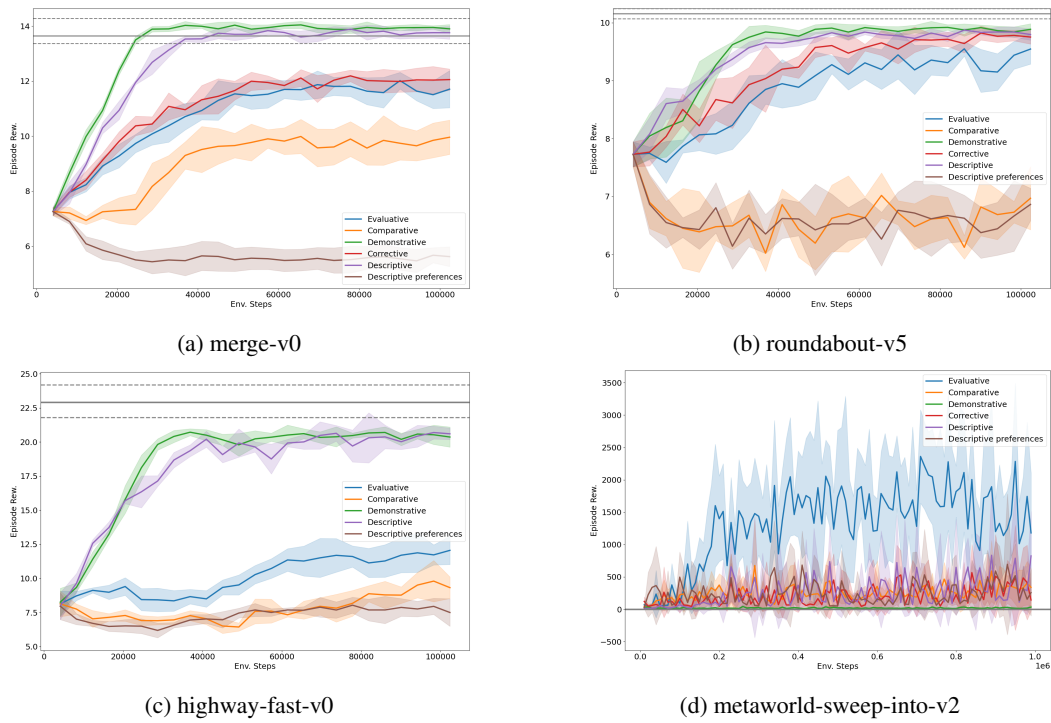 14
12
10
8
6
Episode Rew.
0
20000
40000
60000
80000
100000
Env. Steps
Evaluative
Comparative
Demonstrative
Corrective
Descriptive
Descriptive preferences
(a) merge-v0
10
9
8
7
6
Episode Rew.
0
20000
40000
60000
80000
100000
Env. Steps
Evaluative
Comparative
Demonstrative
Corrective
Descriptive
Descriptive preferences
(b) roundabout-v5
25.0
22.5
20.0
17.5
15.0
12.5
10.0
7.5
5.0
Episode Rew.
0
20000
40000
60000
80000
100000
Env. Steps
Evaluative
Comparative
Demonstrative
Descriptive
Descriptive preferences
(c) highway-fast-v0
3500
3000
2500
2000
1500
1000
500
0
−500
Episode Rew.
0.0
0.2
0.4
0.6
0.8
1.0
1e6
Env. Steps
Evaluative
Comparative
Demonstrative
Corrective
Descriptive
Descriptive preferences
(d) metaworld-sweep-into-v2